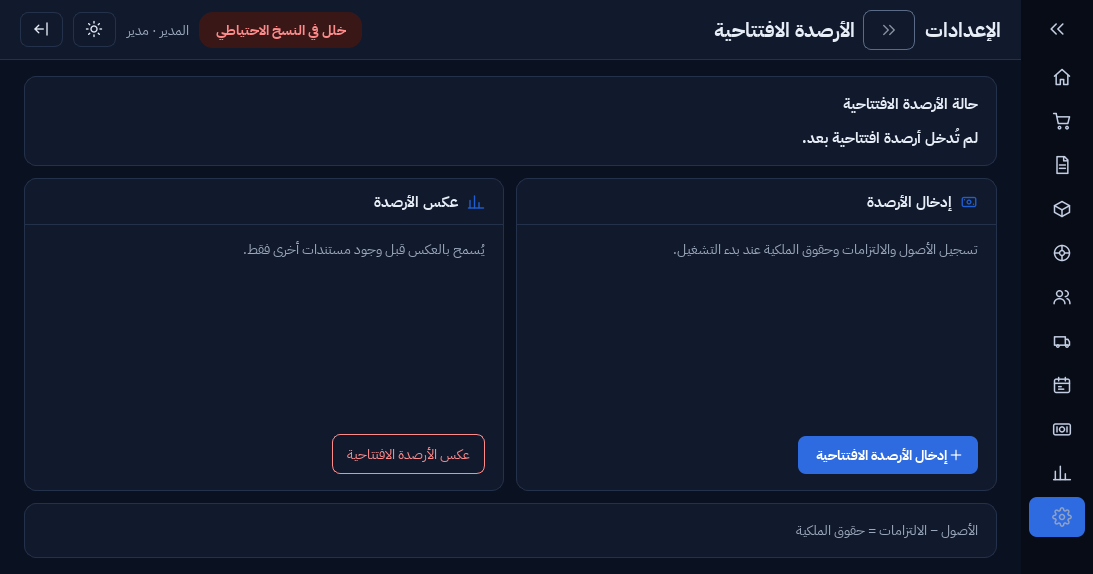 الإعدادات
الأرصدة الافتتاحية
خلل في النسخ الاحتياطي
المدير · مدير
حالة الأرصدة الافتتاحية
لم تُدخل أرصدة افتتاحية بعد.
إدخال الأرصدة
تسجيل الأصول والالتزامات وحقوق الملكية عند بدء التشغيل.
+ إدخال الأرصدة الافتتاحية
عكس الأرصدة
يُسمح بالعكس قبل وجود مستندات أخرى فقط.
عكس الأرصدة الافتتاحية
الأصول − الالتزامات = حقوق الملكية